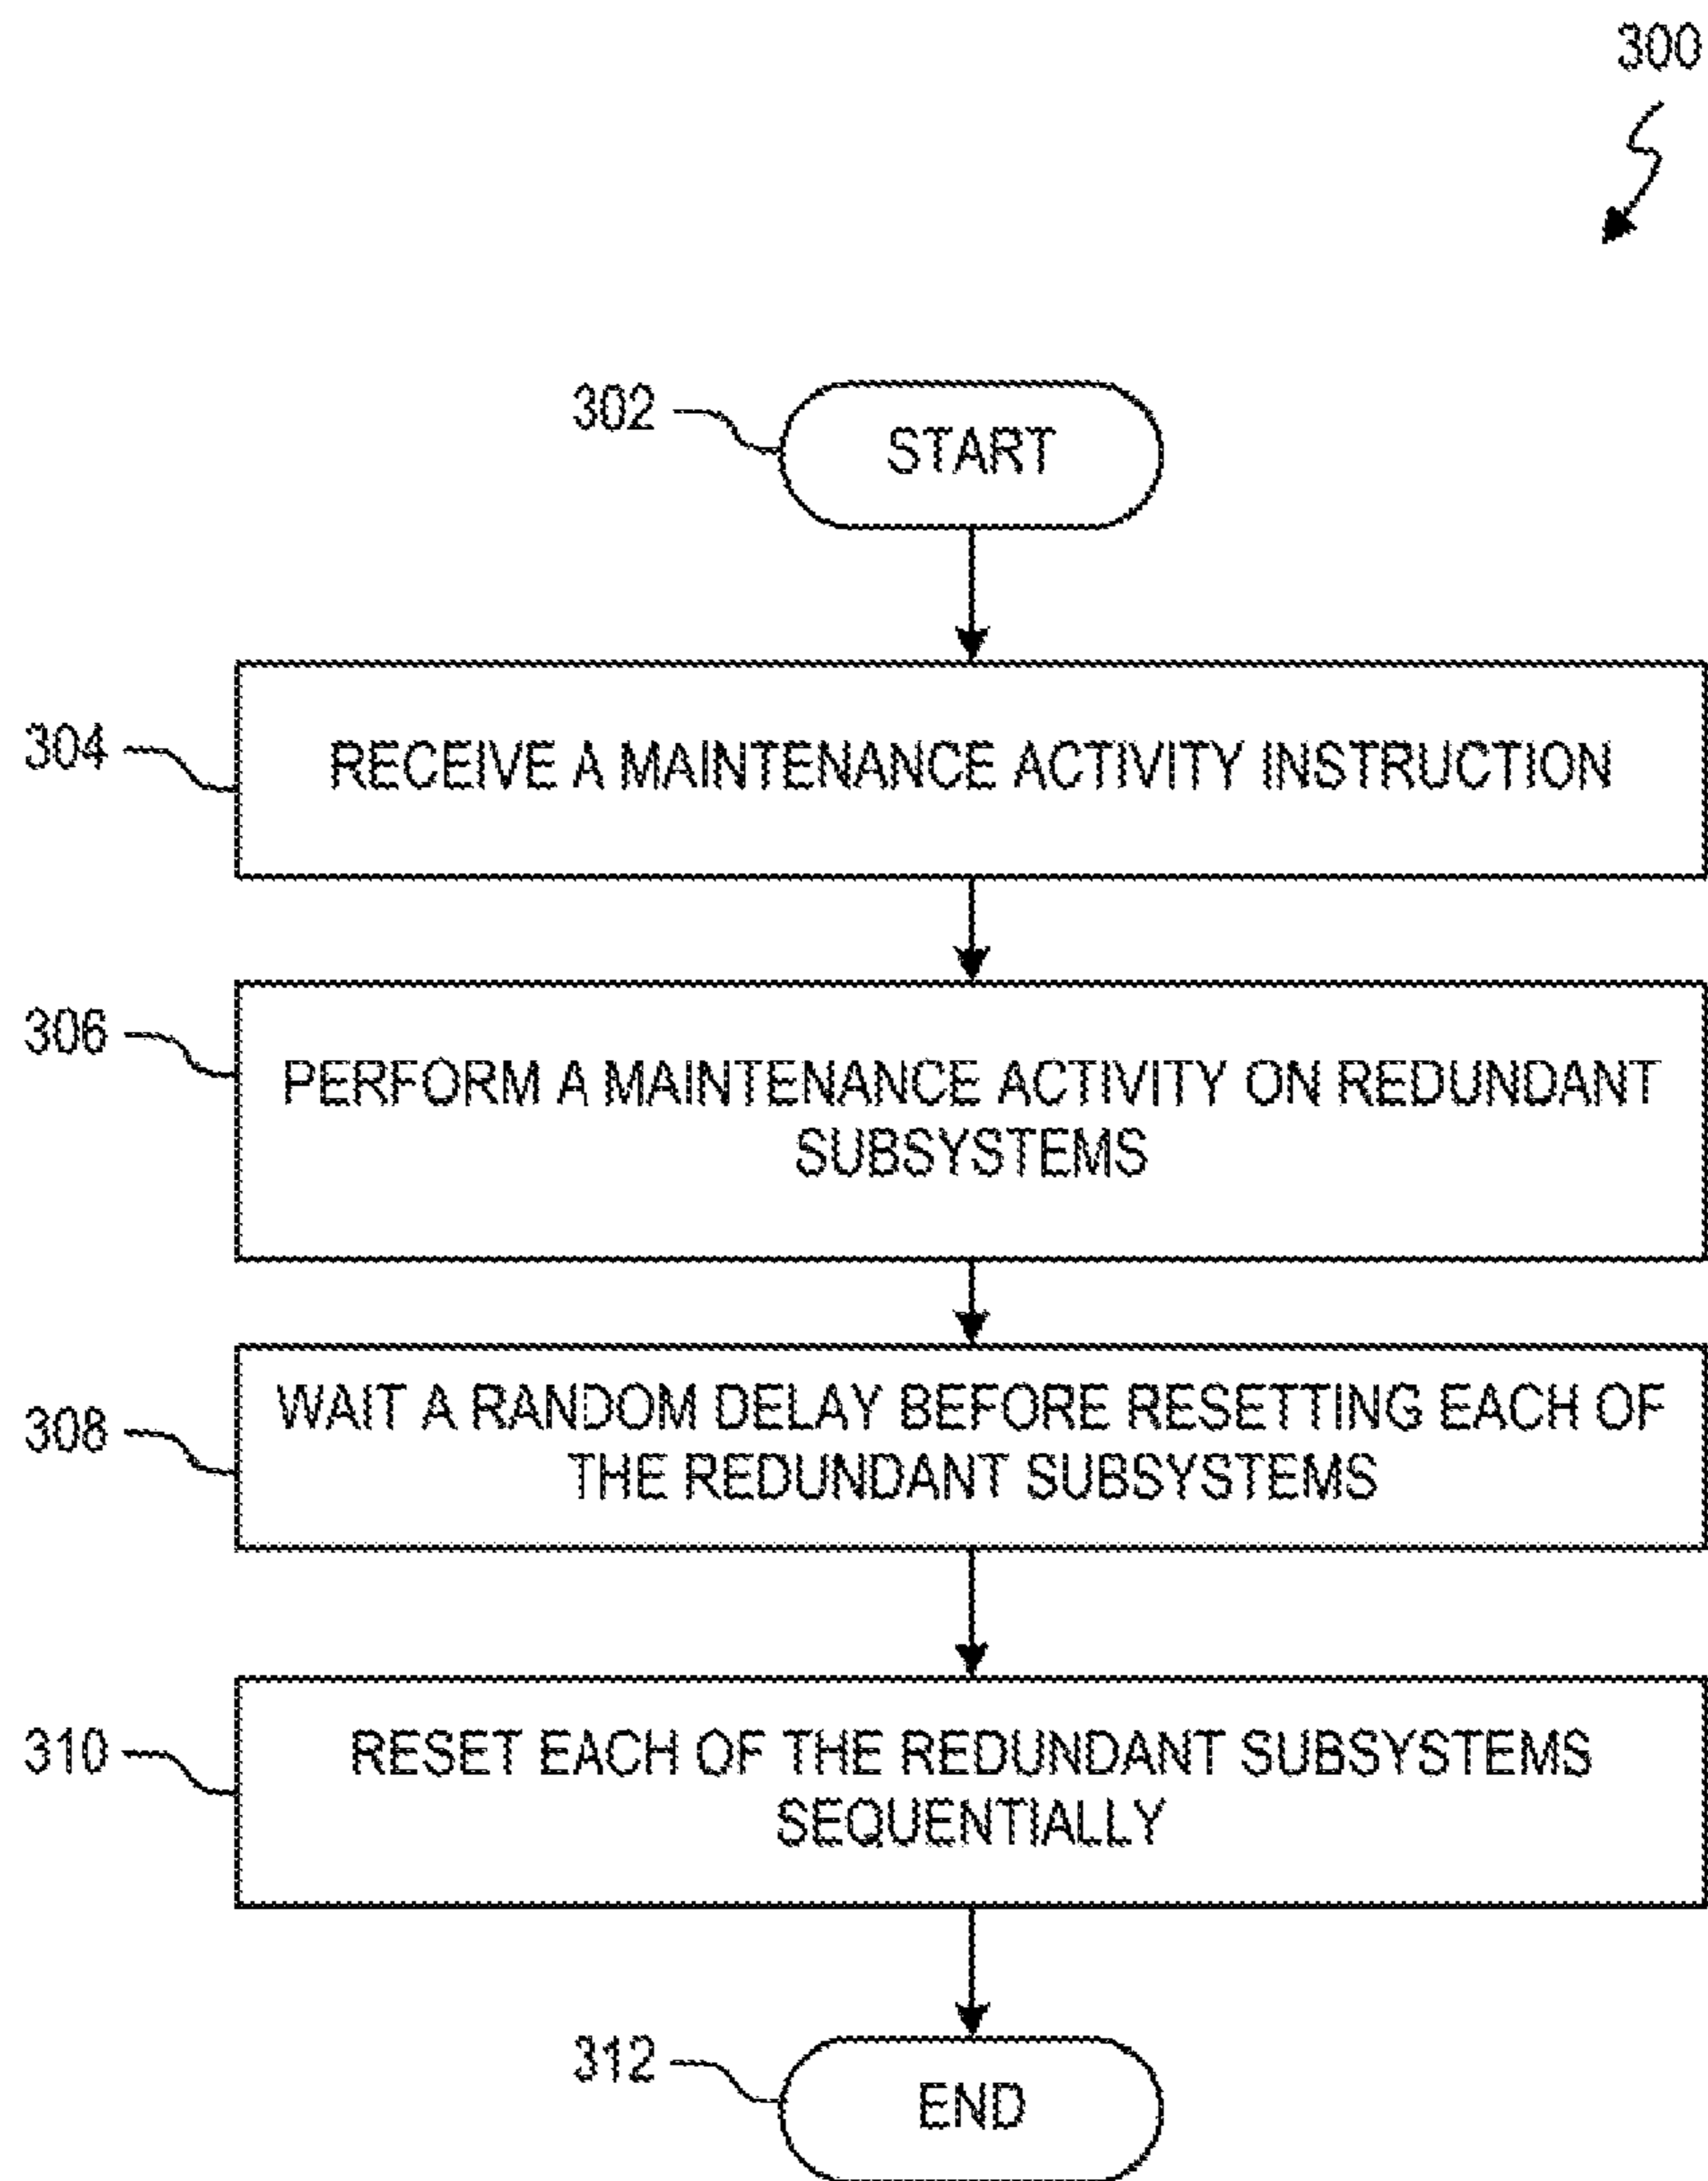 300
302
START
304
RECEIVE A MAINTENANCE ACTIVITY INSTRUCTION
306
PERFORM A MAINTENANCE ACTIVITY ON REDUNDANT
SUBSYSTEMS
308
WAIT A RANDOM DELAY BEFORE RESETTING EACH OF
THE REDUNDANT SUBSYSTEMS
310
RESET EACH OF THE REDUNDANT SUBSYSTEMS
SEQUENTIALLY
312
END